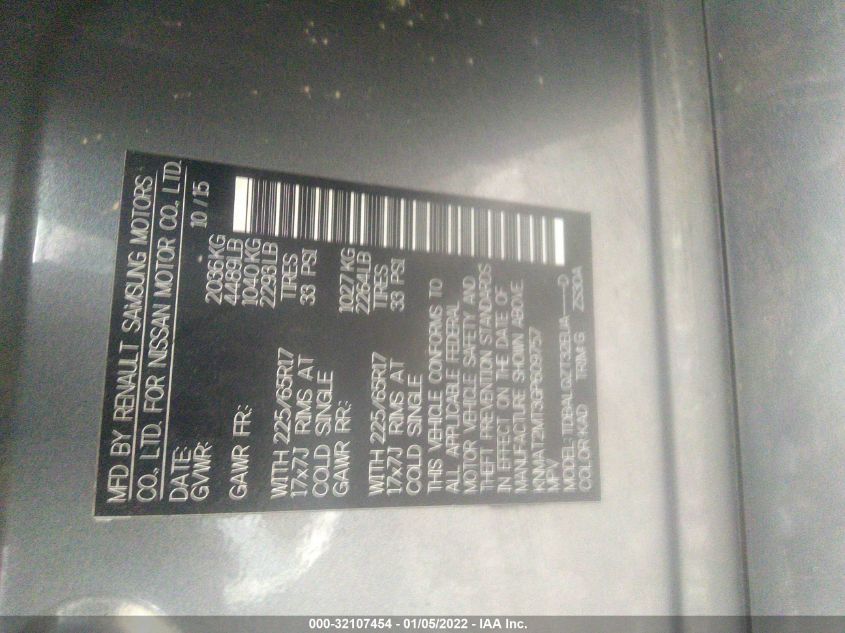 MFD BY RENAULT SAMSUNG MOTORS
CO., LTD. FOR NISSAN MOTOR CO., LTD.
DATE: 10 / 15
GVWR: 2036KG
4489LB
GAWR FR: 1040KG
2293LB
WITH 225/65R17 TIRES
17x7J RIMS AT 33 PSI
COLD SINGLE
GAWR RR: 1027 KG
2264LB
WITH 225/65R17 TIRES
17x7J RIMS AT 33 PSI
COLD SINGLE
THIS VEHICLE CONFORMS TO
ALL APPLICABLE FEDERAL
MOTOR VEHICLE SAFETY AND
THEFT PREVENTION STANDARDS
IN EFFECT ON THE DATE OF
MANUFACTURE SHOWN ABOVE.
KNMAT2MT3GP609757
MPV
COLOR KAD TRIM G
000-32107454 - 01/05/2022 - IAA Inc.